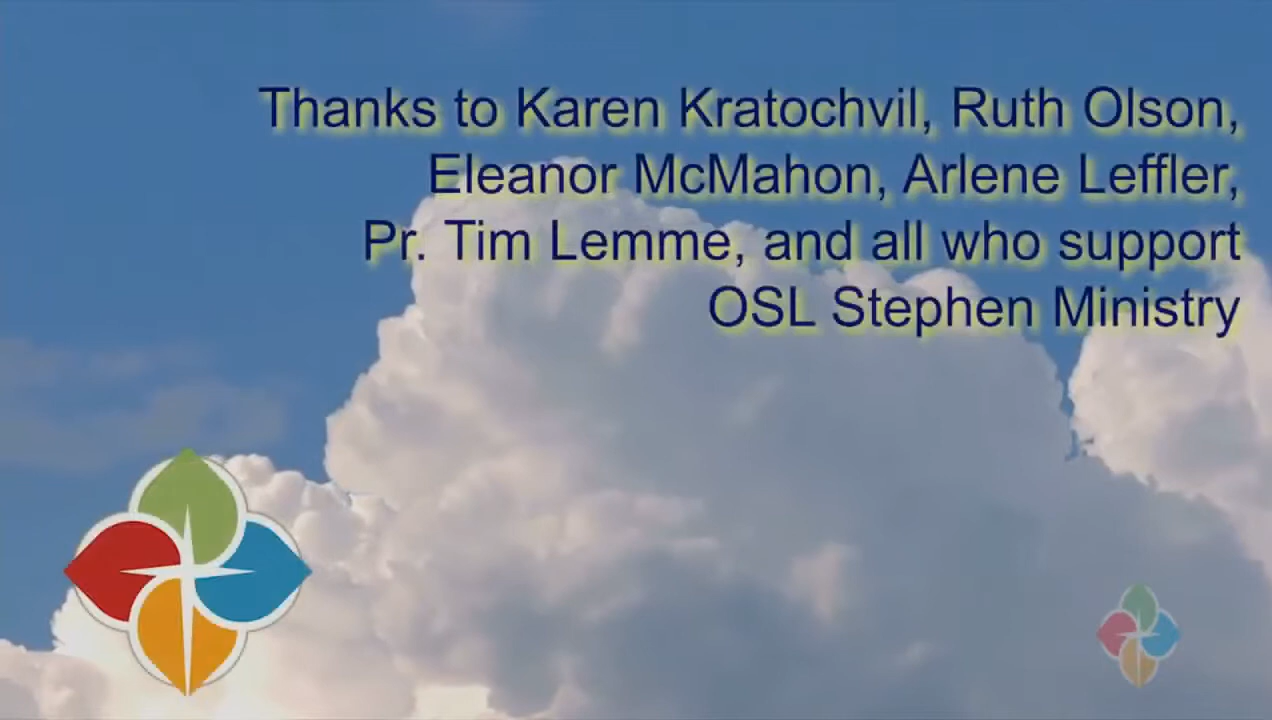 Thanks to Karen Kratochvil, Ruth Olson,
Eleanor McMahon, Arlene Leffler,
Pr. Tim Lemme, and all who support
OSL Stephen Ministry